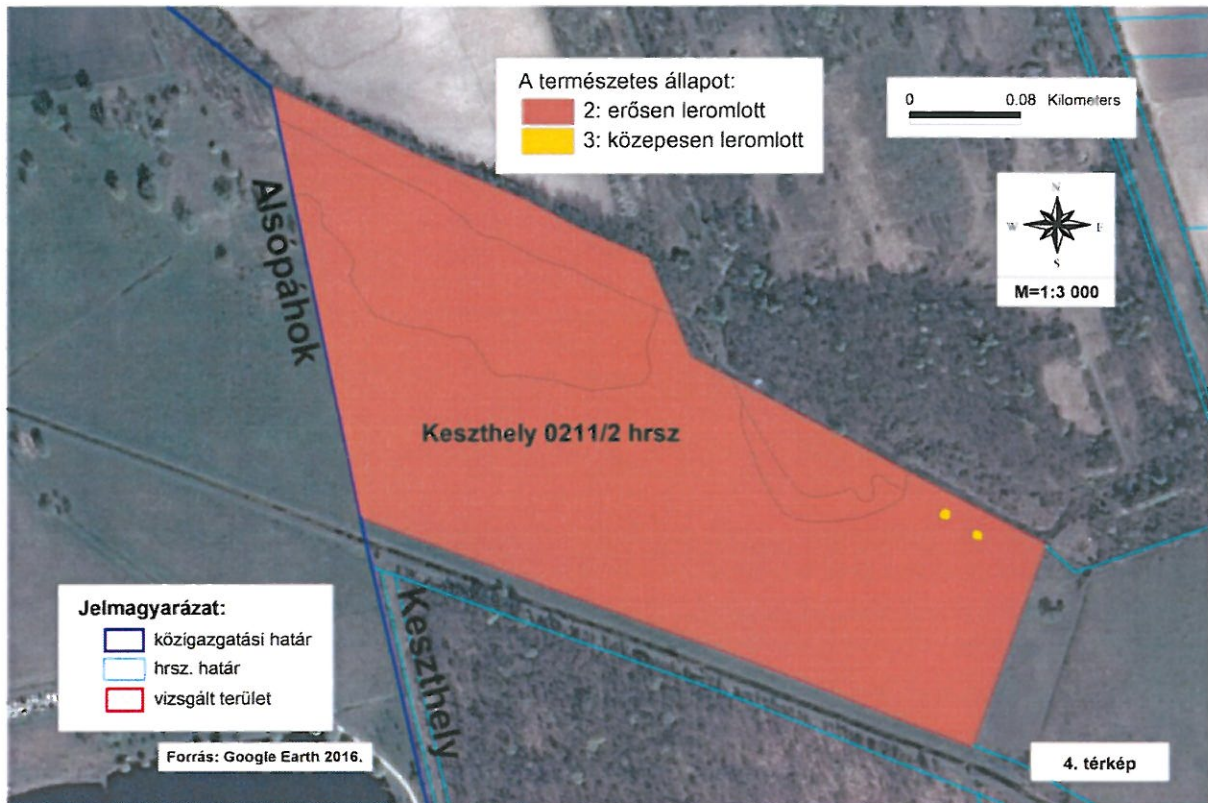 A természetes állapot:
2: erősen leromlott
3: közepesen leromlott
0 0.08 Kilometers
N
W E
S
M=1:3 000
Alsópáhok
Keszthely 0211/2 hrsz
Keszthely
Jelmagyarázat:
közigazgatási határ
hrsz. határ
vizsgált terület
Forrás: Google Earth 2016.
4. térkép